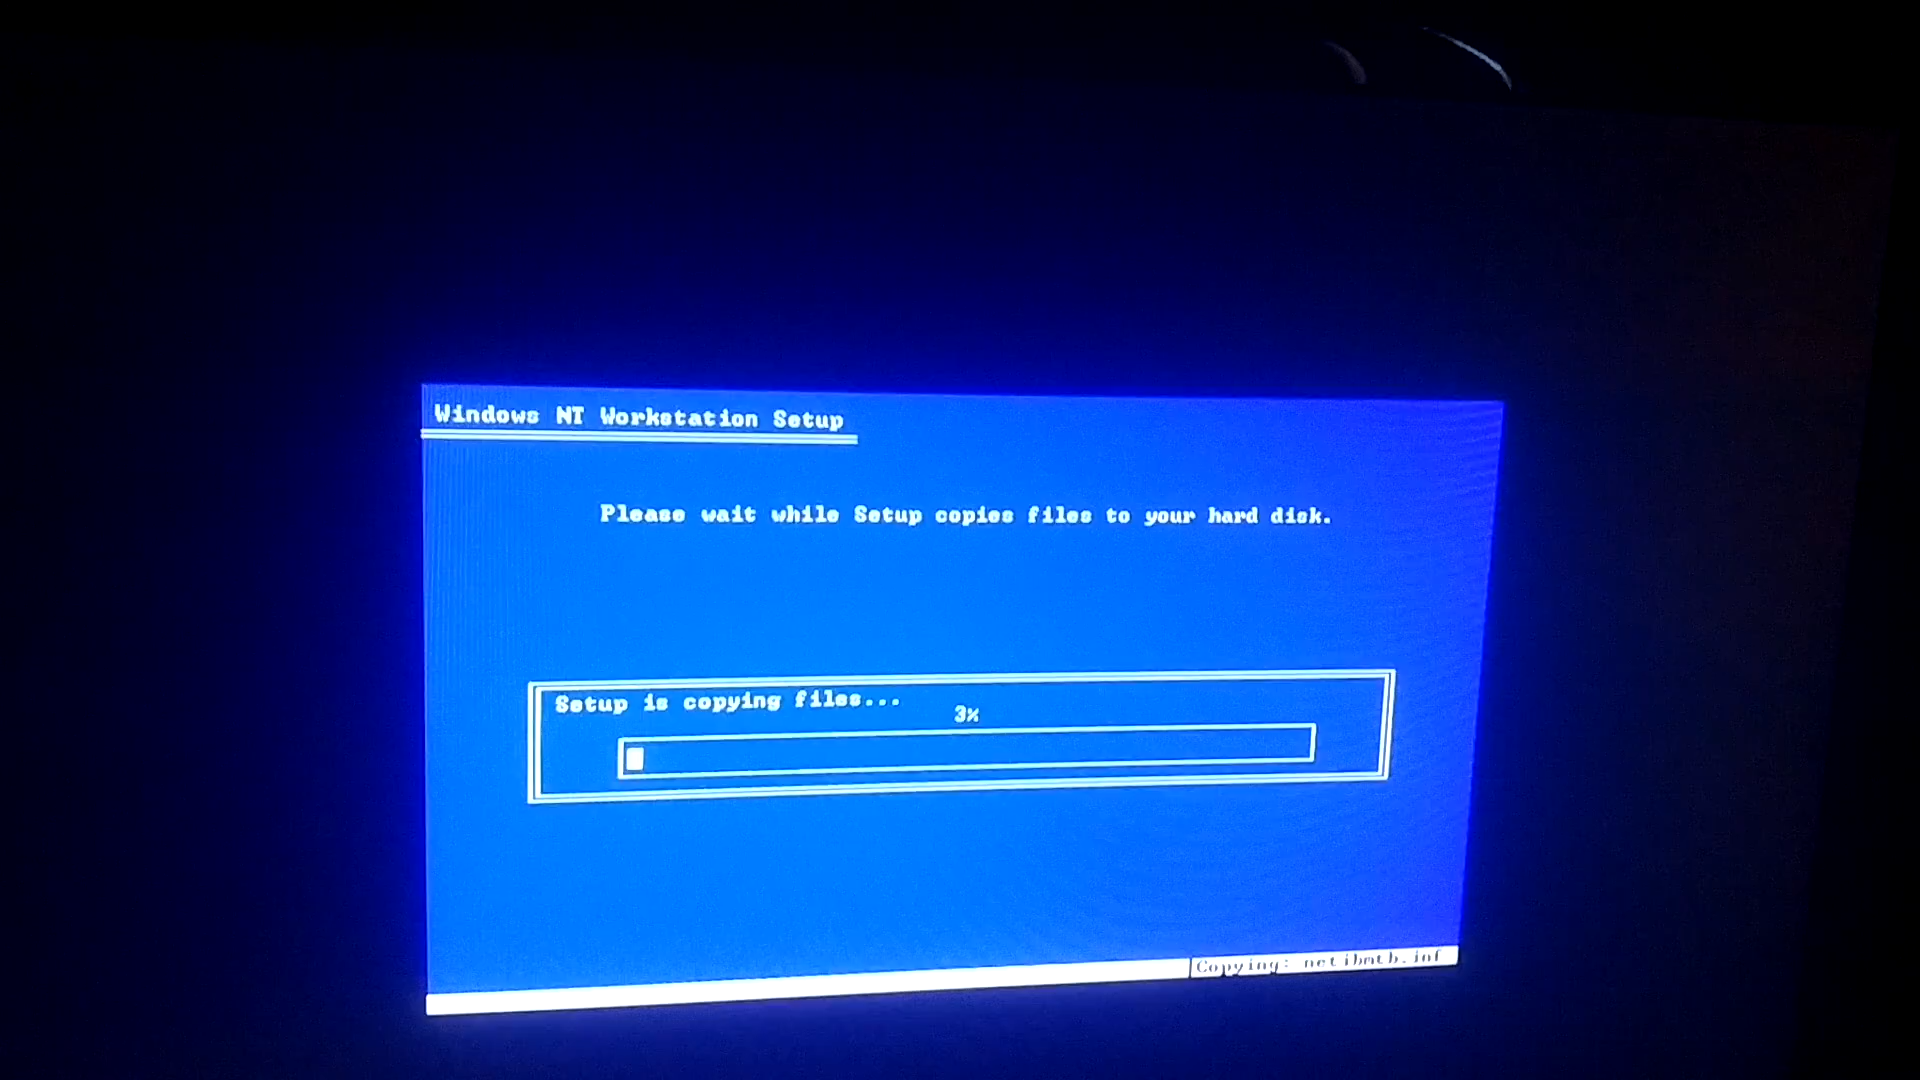 Windows NT Workstation Setup
Please wait while Setup copies files to your hard disk.
Setup is copying files...
3%
Copying: netibmtb.inf